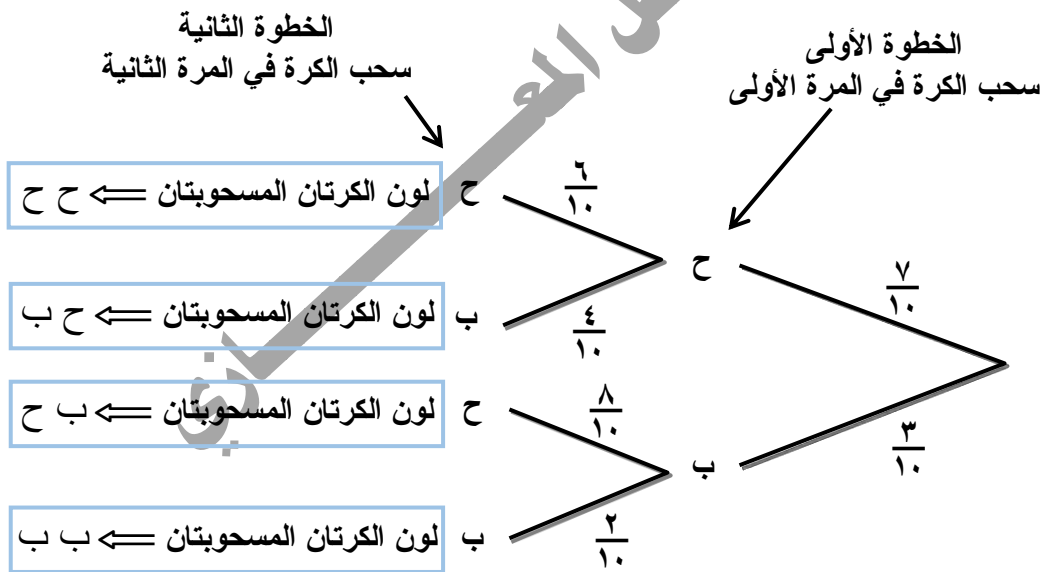 الخطوة الأولى
سحب الكرة في المرة الأولى
الخطوة الثانية
سحب الكرة في المرة الثانية
٧
١٠
٣
١٠
ح
ب
٦
١٠
٤
١٠
٨
١٠
٢
١٠
ح لون الكرتان المسحوبتان ⟸ ح ح
ب لون الكرتان المسحوبتان ⟸ ح ب
ح لون الكرتان المسحوبتان ⟸ ب ح
ب لون الكرتان المسحوبتان ⟸ ب ب